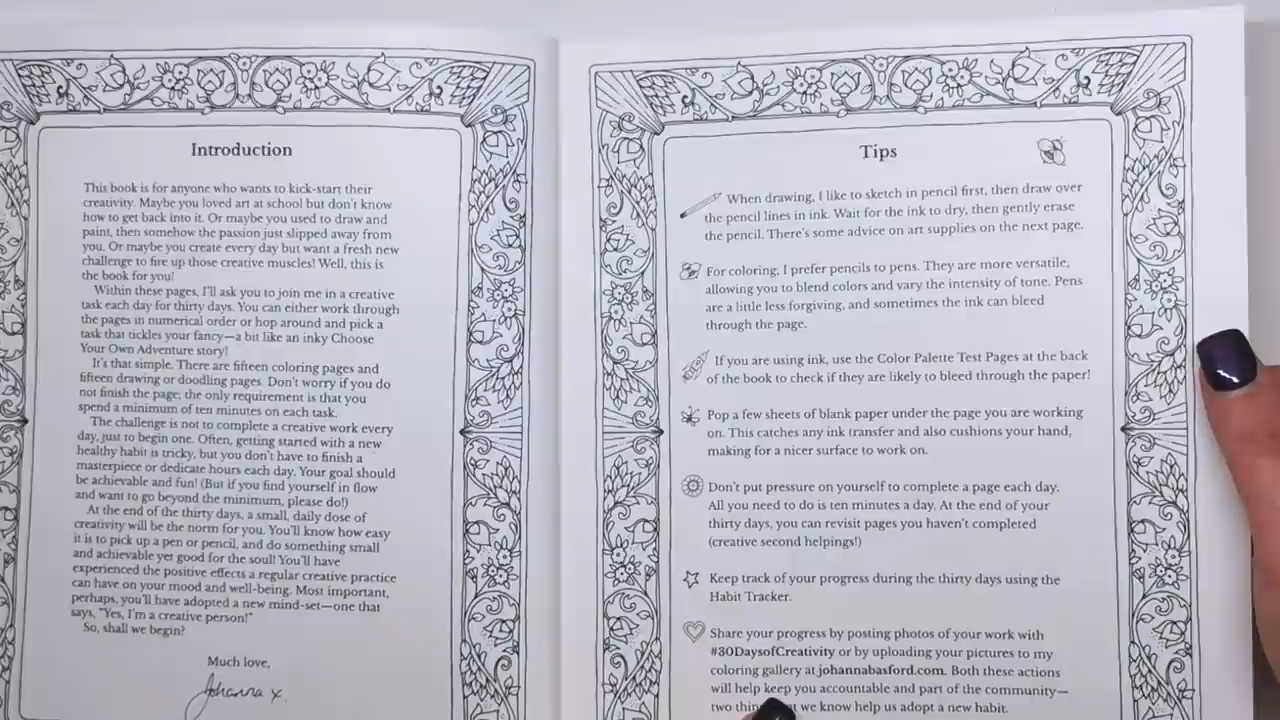 Introduction
This book is for anyone who wants to kick-start their
creativity. Maybe you loved art at school but don't know
how to get back into it. Or maybe you used to draw and
paint, then somehow the passion just slipped away from
you. Or maybe you create every day but want a fresh new
challenge to fire up those creative muscles! Well, this is
the book for you!
Within these pages, I'll ask you to join me in a creative
task each day for thirty days. You can either work through
the pages in numerical order or hop around and pick a
task that tickles your fancy—a bit like an inky Choose
Your Own Adventure story!
It's that simple. There are fifteen coloring pages and
fifteen drawing or doodling pages. Don't worry if you do
not finish the page; the only requirement is that you
spend a minimum of ten minutes on each task.
The challenge is not to complete a creative work every
day, just to begin one. Often, getting started with a new
healthy habit is tricky, but you don't have to finish a
masterpiece or dedicate hours each day. Your goal should
be achievable and fun! (But if you find yourself in flow
and want to go beyond the minimum, please do!)
At the end of the thirty days, a small, daily dose of
creativity will be the norm for you. You'll know how easy
it is to pick up a pen or pencil, and do something small
and achievable yet good for the soul! You'll have
experienced the positive effects a regular creative practice
can have on your mood and well-being. Most important,
perhaps, you'll have adopted a new mind-set—one that
says, "Yes, I'm a creative person!"
So, shall we begin?
Much love,
Johanna x.
Tips
When drawing, I like to sketch in pencil first, then draw over
the pencil lines in ink. Wait for the ink to dry, then gently erase
the pencil. There's some advice on art supplies on the next page.
For coloring, I prefer pencils to pens. They are more versatile,
allowing you to blend colors and vary the intensity of tone. Pens
are a little less forgiving, and sometimes the ink can bleed
through the page.
If you are using ink, use the Color Palette Test Pages at the back
of the book to check if they are likely to bleed through the paper!
Pop a few sheets of blank paper under the page you are working
on. This catches any ink transfer and also cushions your hand,
making for a nicer surface to work on.
Don't put pressure on yourself to complete a page each day.
All you need to do is ten minutes a day. At the end of your
thirty days, you can revisit pages you haven't completed
(creative second helpings!)
Keep track of your progress during the thirty days using the
Habit Tracker.
Share your progress by posting photos of your work with
#30DaysofCreativity or by uploading your pictures to my
coloring gallery at johannabasford.com. Both these actions
will help keep you accountable and part of the community—
two we know help us adopt a new habit.